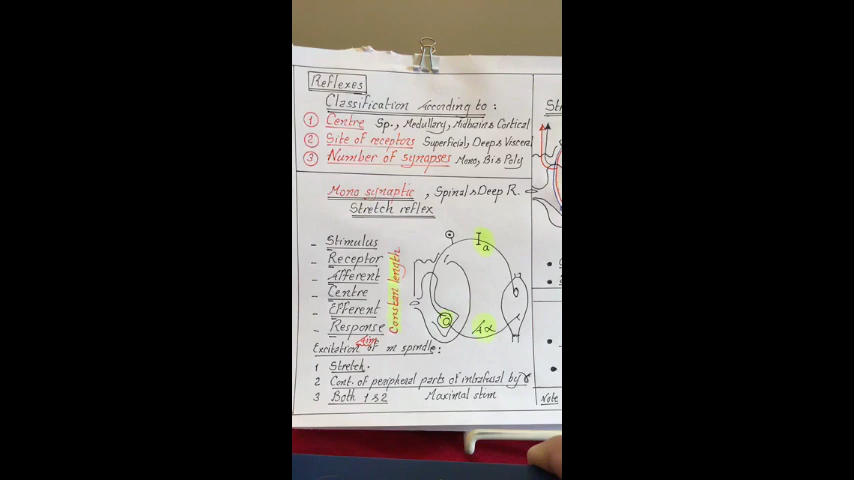 Reflexes
Classification According to :
1 Centre Sp., Medullary, Midbrain & Cortical
2 Site of receptors Superficial, Deep & Viscera
3 Number of synapses Mono, Bi & Poly
Mono synaptic , Spinal & Deep R.
Stretch reflex
- Stimulus
- Receptor
- Afferent
- Centre
- Efferent
- Response
Constant length
Aim
Ia
Aα
Excitation of m spindle :
1 Stretch.
2 Cont. of peripheral parts of intrafusal by γ
3 Both 1 & 2 Maximal stim
St
Note